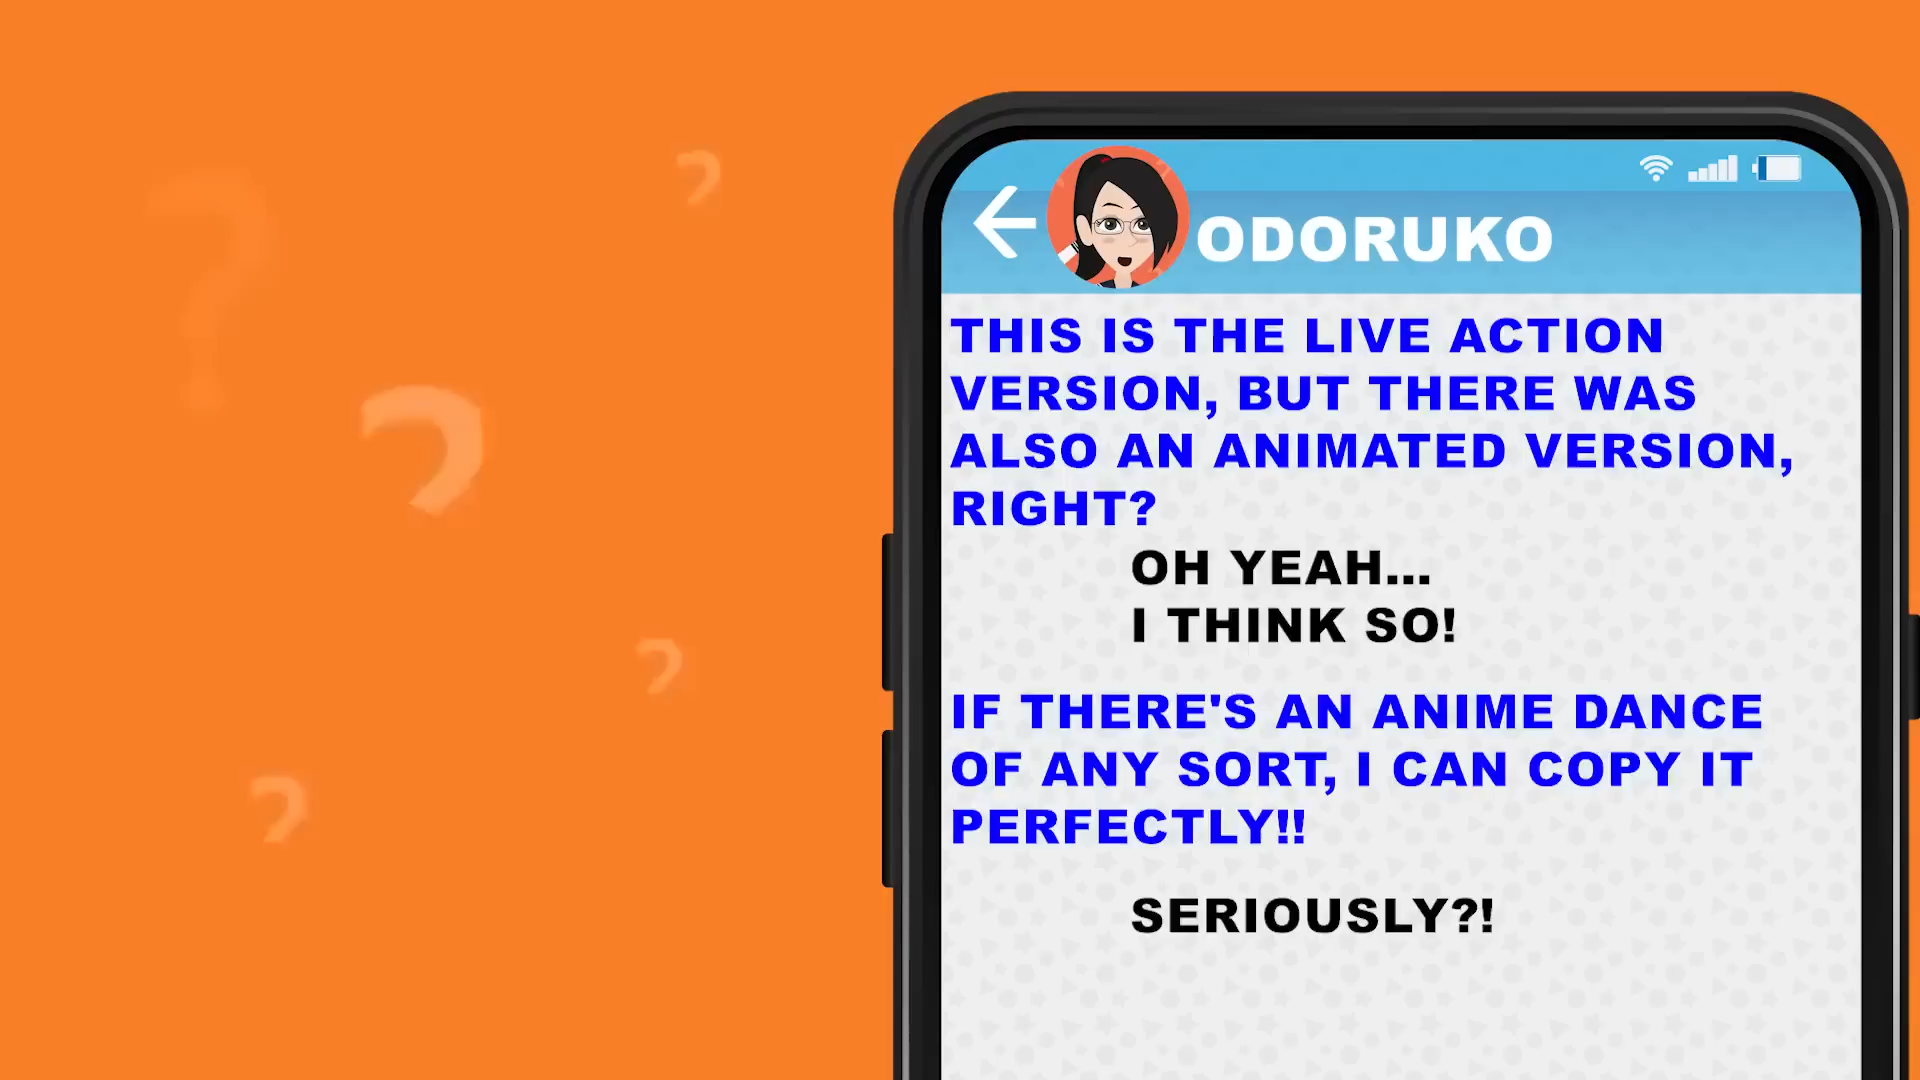 ODORUKO
THIS IS THE LIVE ACTION
VERSION, BUT THERE WAS
ALSO AN ANIMATED VERSION,
RIGHT?
OH YEAH...
I THINK SO!
IF THERE'S AN ANIME DANCE
OF ANY SORT, I CAN COPY IT
PERFECTLY!!
SERIOUSLY?!